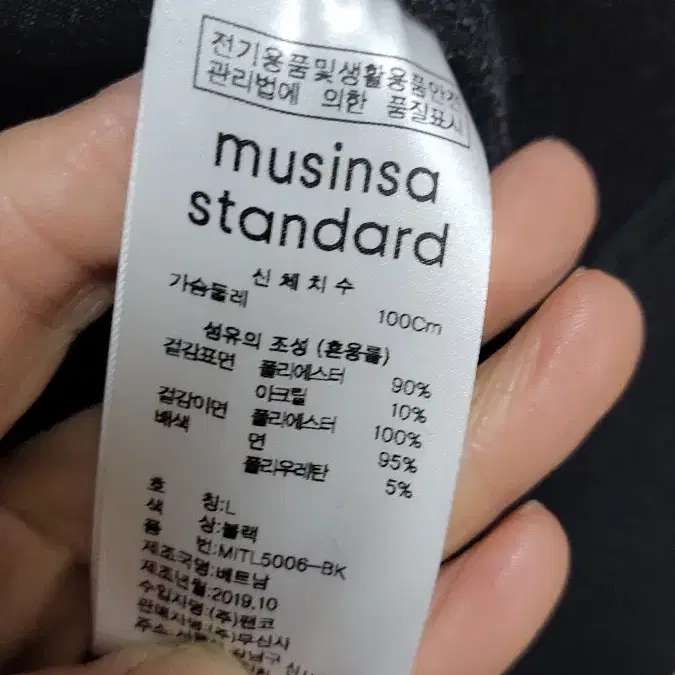 전기용품및생활용품안전
관리법에 의한 품질표시
musinsa
standard
신체치수
가슴둘레 100Cm
섬유의 조성 (혼용률)
겉감표면 폴리에스터 90%
아크릴 10%
겉감이면 폴리에스터 100%
배색 면 95%
폴리우레탄 5%
호 칭:L
색 상:블랙
품 번:MITL5006-BK
제조국명:베트남
제조년월:2019.10
수입자명:(주)팬코
판매자명:(주)무신사
주소